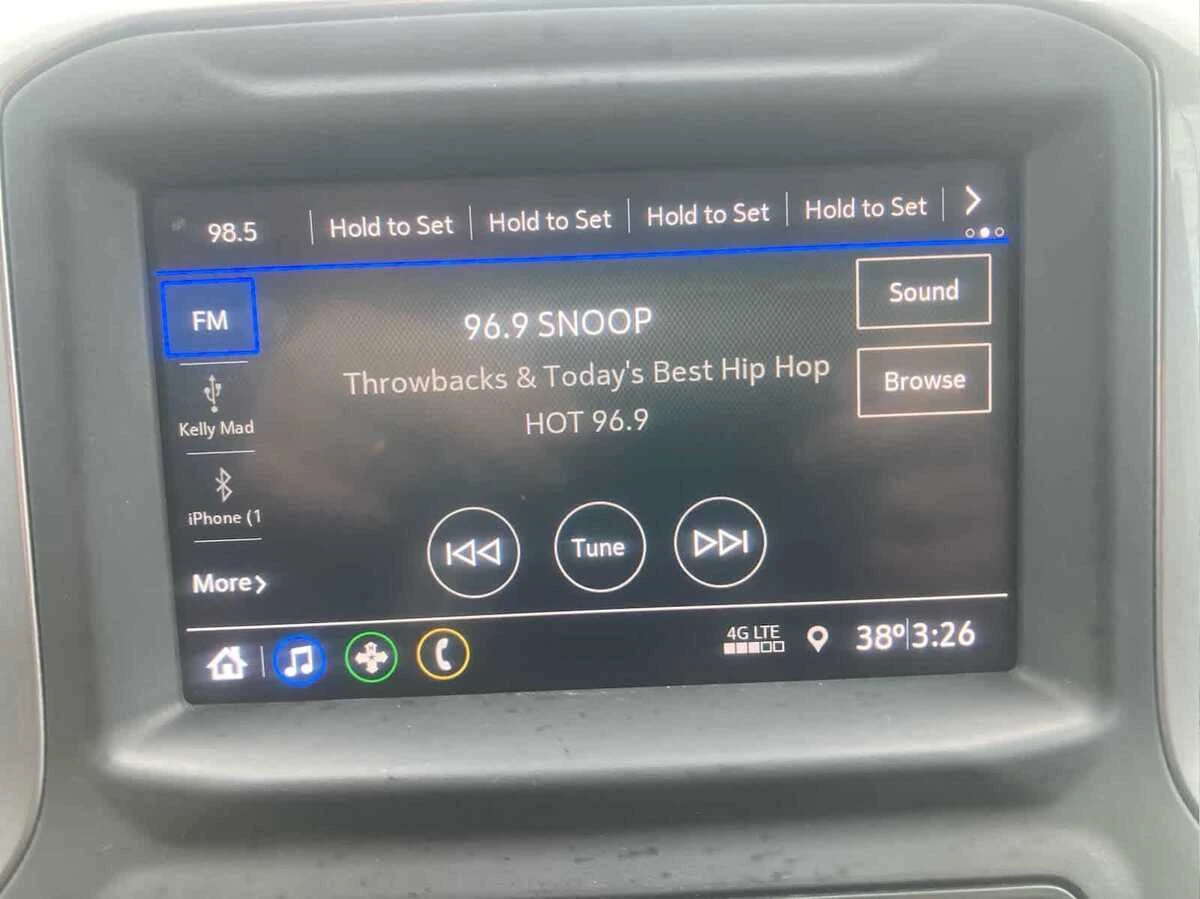 98.5 Hold to Set Hold to Set Hold to Set Hold to Set
FM
96.9 SNOOP
Sound
Throwbacks & Today's Best Hip Hop
Browse
HOT 96.9
Kelly Mad
iPhone (1
Tune
More
4G LTE
38° 3:26